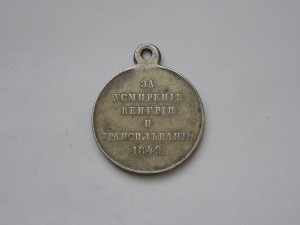 ЗА
УСМИРЕНІЕ
ВЕНГРІИ
И
ТРАНСИЛЬВАНІИ.
1849.